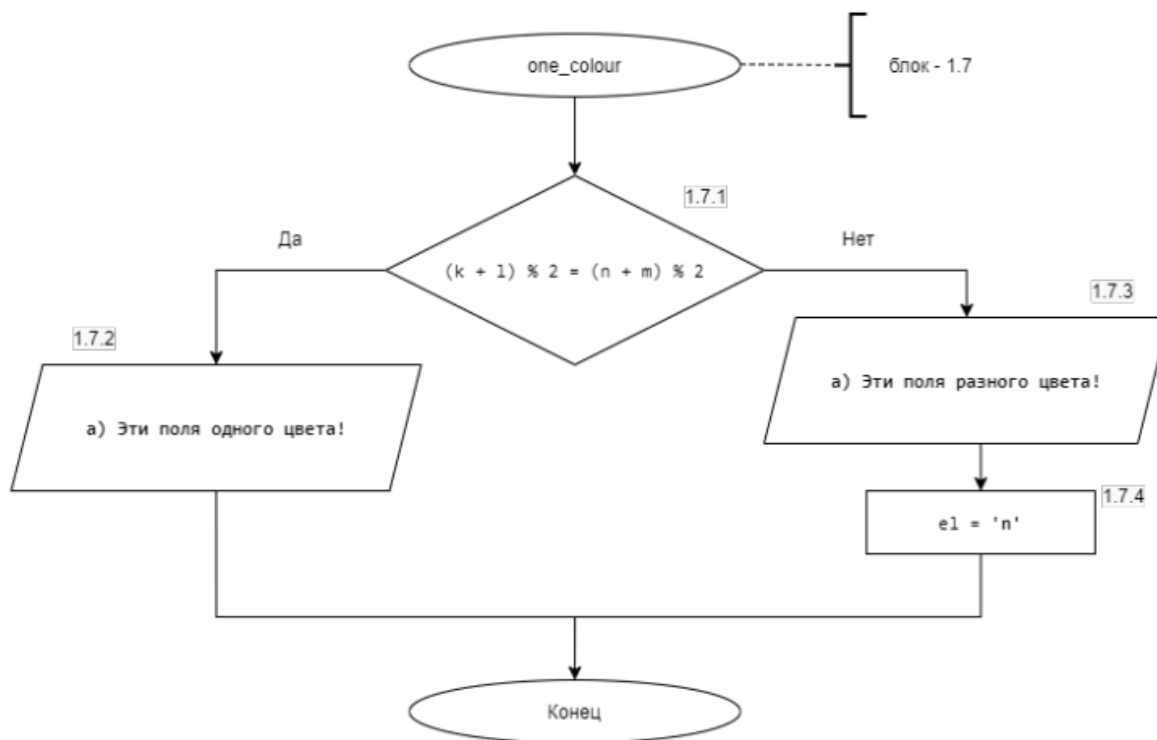 one_colour
блок - 1.7
1.7.1
Да
Нет
(k + l) % 2 = (n + m) % 2
1.7.3
1.7.2
а) Эти поля разного цвета!
а) Эти поля одного цвета!
1.7.4
el = 'n'
Конец